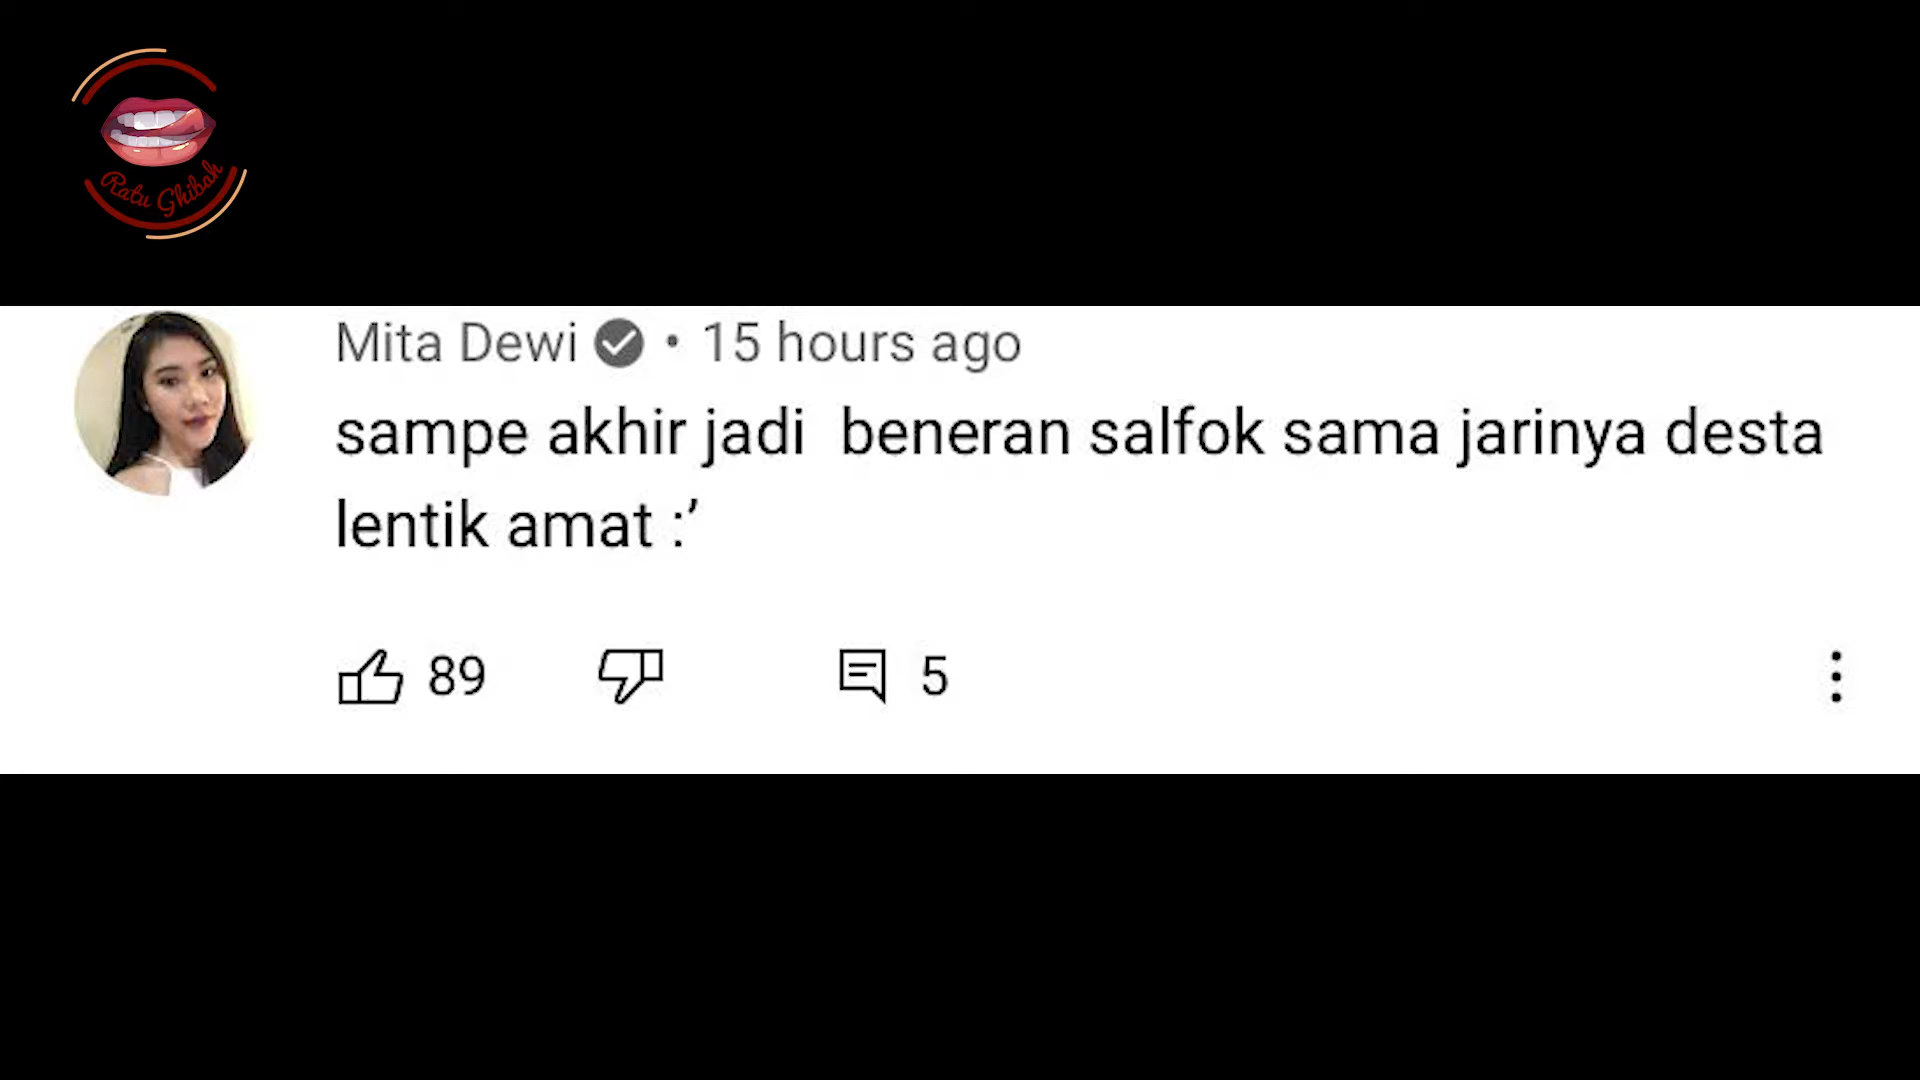 Ratu Ghibah
Mita Dewi • 15 hours ago
sampe akhir jadi  beneran salfok sama jarinya desta
lentik amat :’
89 5